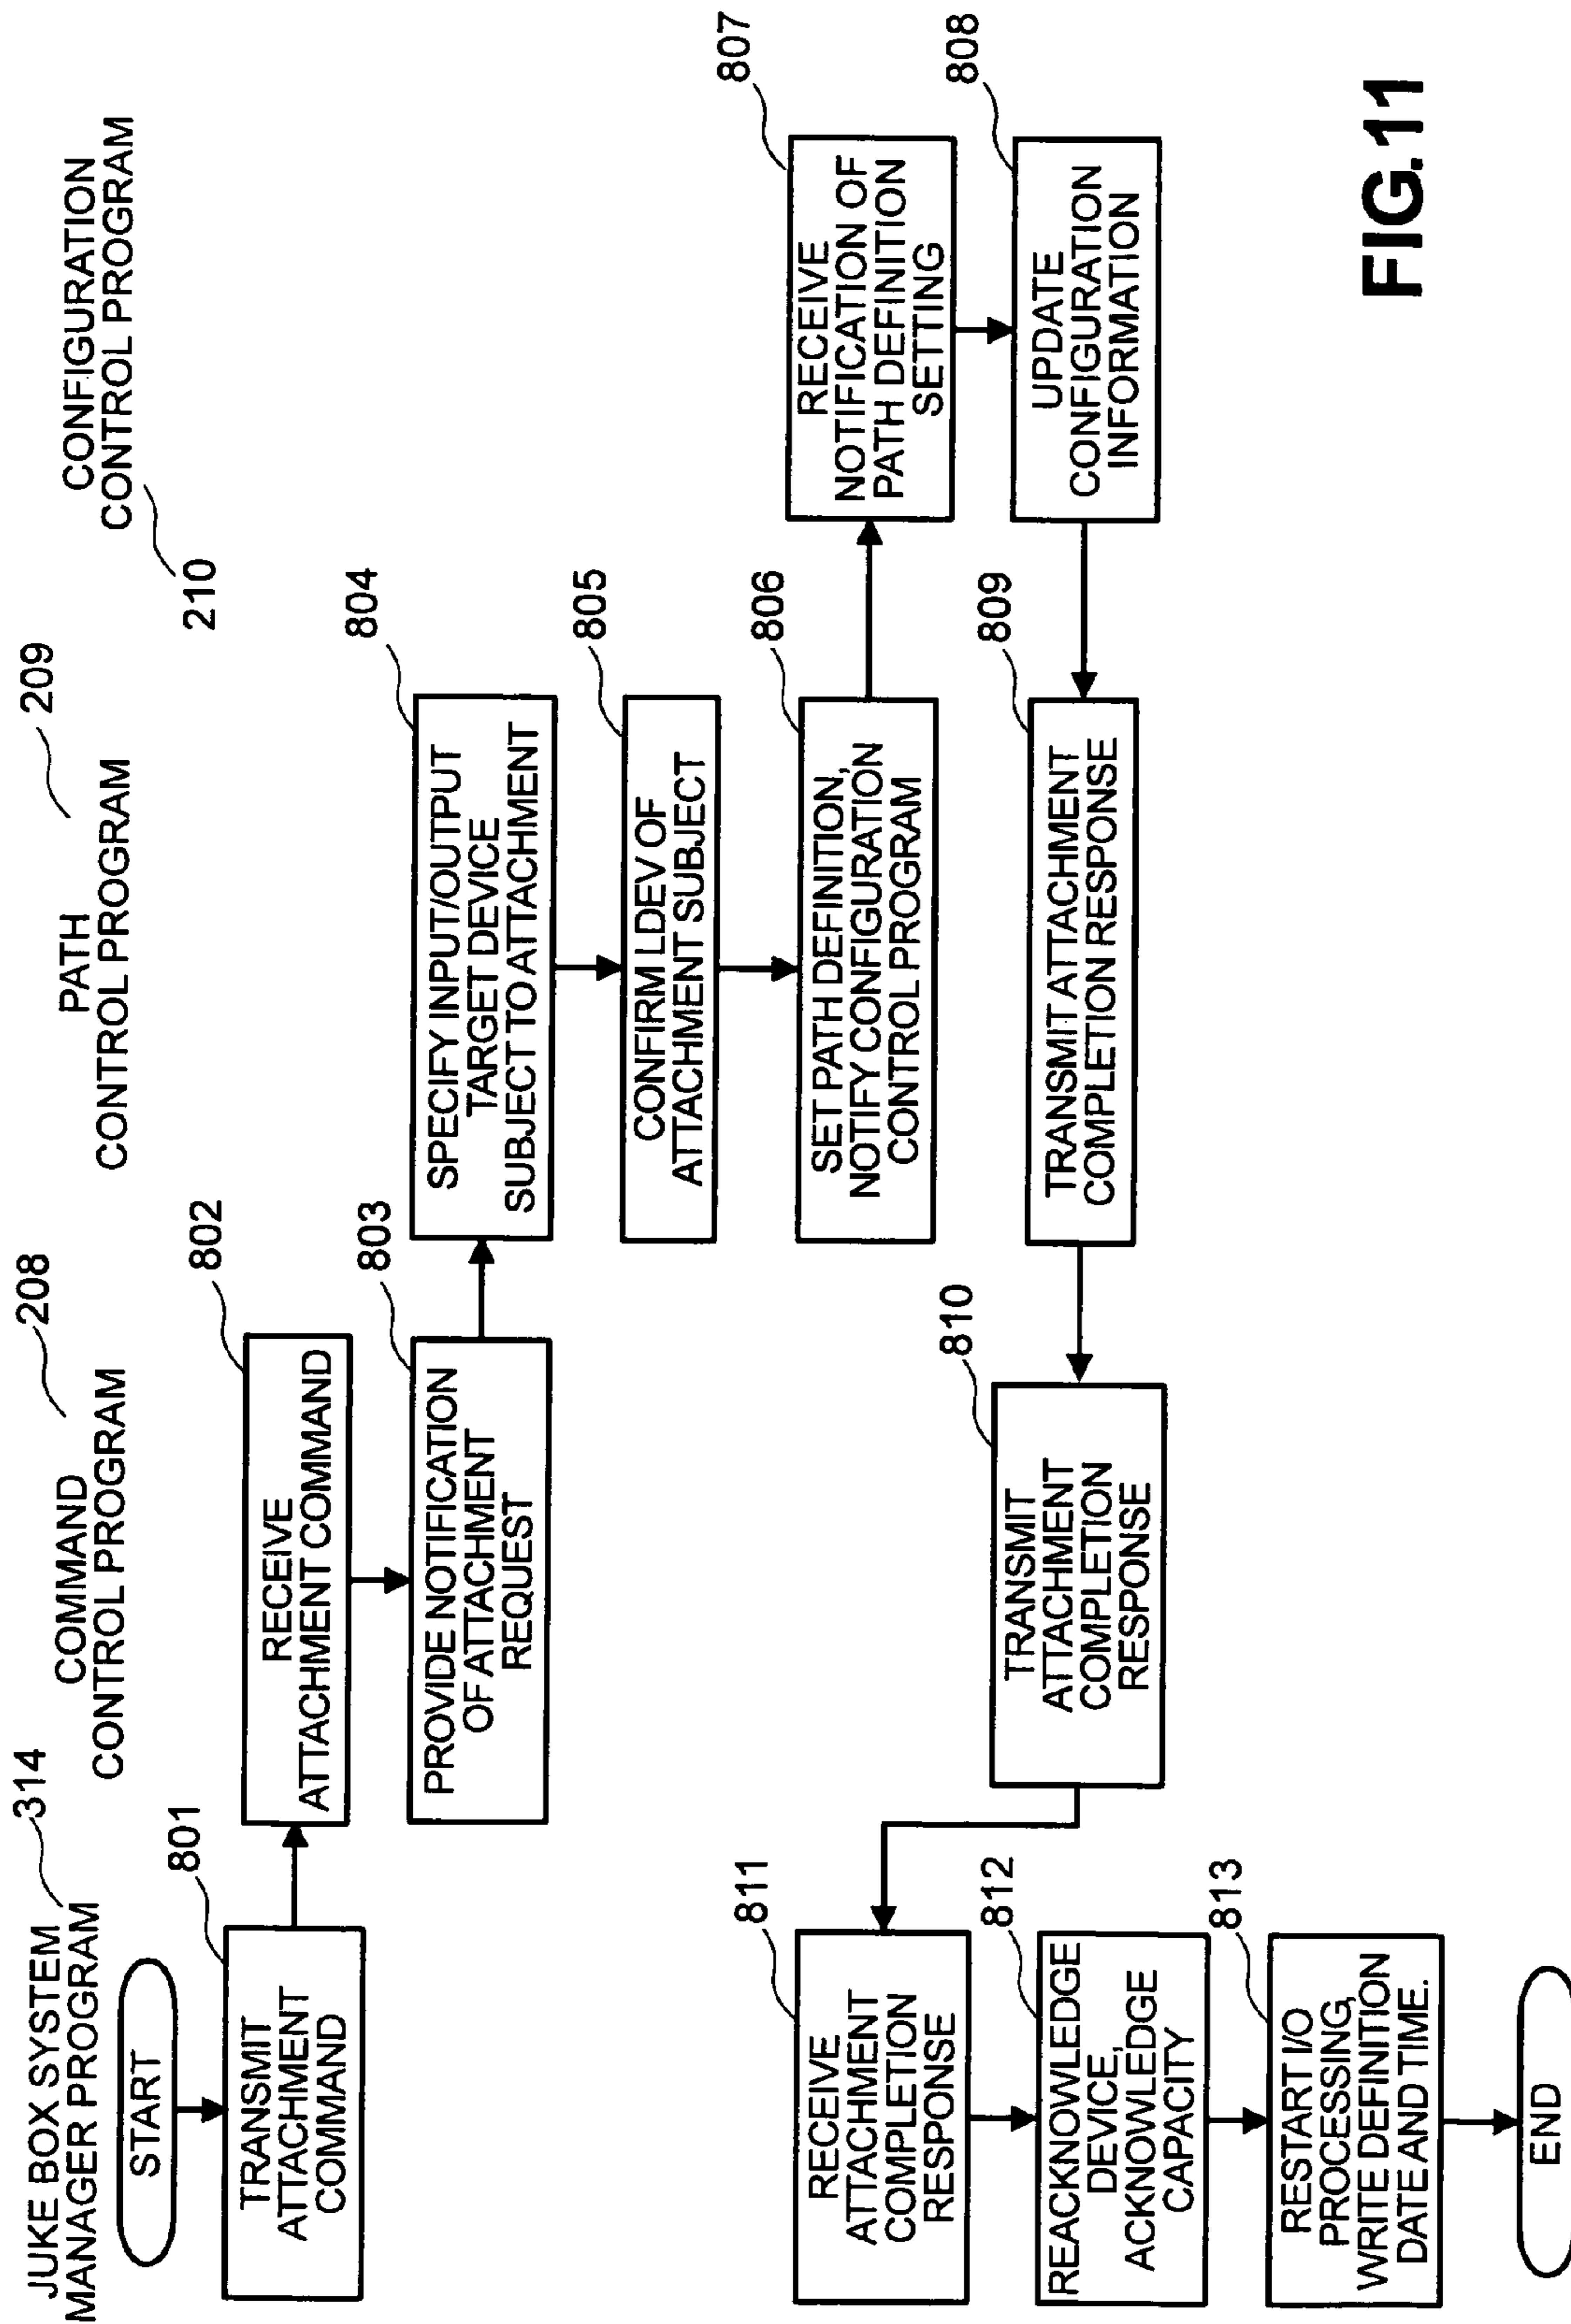 JUKE BOX SYSTEM
MANAGER PROGRAM
314
COMMAND
CONTROL PROGRAM
208
PATH
CONTROL PROGRAM
209
CONFIGURATION
CONTROL PROGRAM
210
START
801
TRANSMIT
ATTACHMENT
COMMAND
802
RECEIVE
ATTACHMENT COMMAND
803
PROVIDE NOTIFICATION
OF ATTACHMENT
REQUEST
804
SPECIFY INPUT/OUTPUT
TARGET DEVICE
SUBJECT TO ATTACHMENT
805
CONFIRM LDEV OF
ATTACHMENT SUBJECT
806
SET PATH DEFINITION,
NOTIFY CONFIGURATION
CONTROL PROGRAM
807
RECEIVE
NOTIFICATION OF
PATH DEFINITION
SETTING
808
UPDATE
CONFIGURATION
INFORMATION
809
TRANSMIT ATTACHMENT
COMPLETION RESPONSE
810
TRANSMIT
ATTACHMENT
COMPLETION
RESPONSE
811
RECEIVE
ATTACHMENT
COMPLETION
RESPONSE
812
REACKNOWLEDGE
DEVICE,
ACKNOWLEDGE
CAPACITY
813
RESTART I/O
PROCESSING,
WRITE DEFINITION
DATE AND TIME.
END
FIG.11